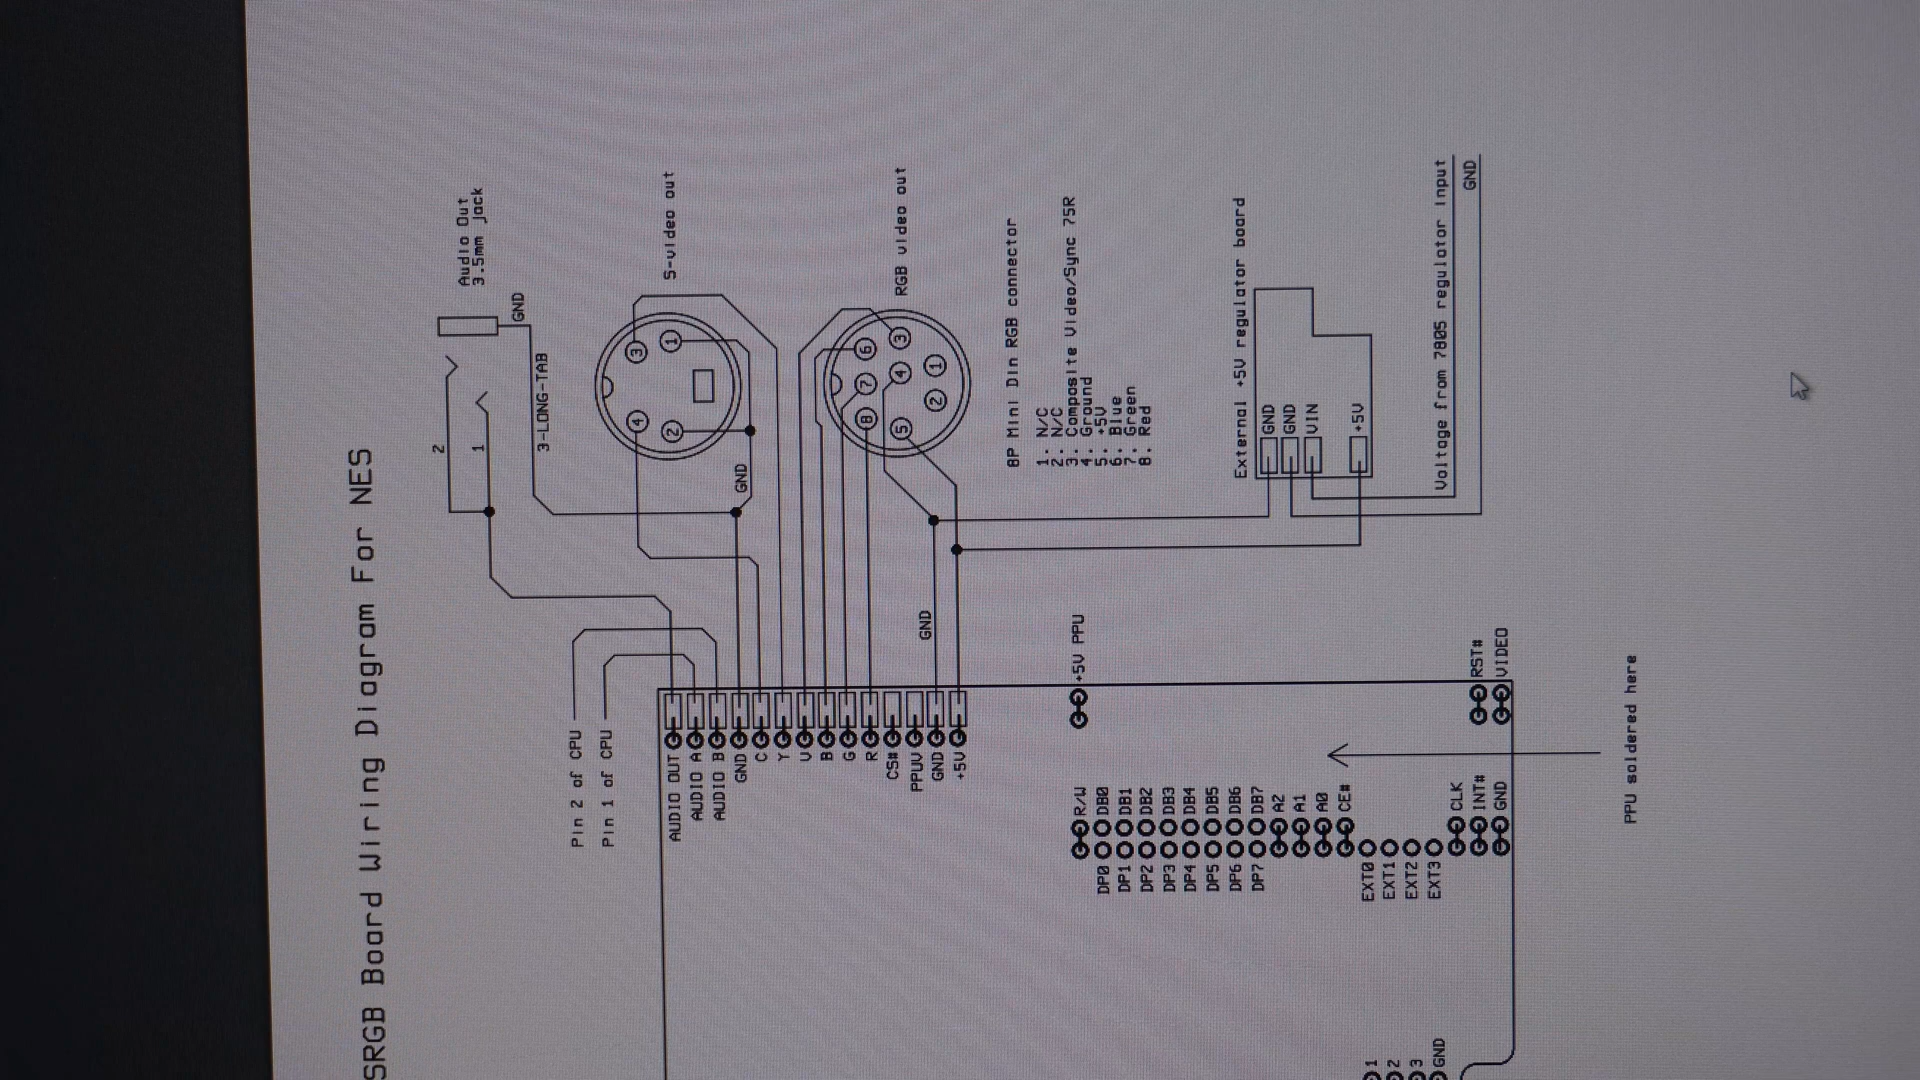 SRGB Board Wiring Diagram For NES
Audio Out
3.5mm jack
2
1
GND
3-LONG-TAB
S-video out
3
1
4
2
GND
RGB video out
6
3
7
4
1
8
5
2
8P Mini Din RGB connector
1. N/C
2. N/C
3. Composite Video/Sync 75R
4. Ground
5. +5V
6. Blue
7. Green
8. Red
External +5V regulator board
GND
GND
VIN
+5V
Voltage from 7805 regulator input
GND
Pin 2 of CPU
Pin 1 of CPU
AUDIO OUT
AUDIO A
AUDIO B
GND
C
Y
V
B
G
R
CS#
PPUV
GND
+5V
GND
+5V PPU
R/W
DP0 DB0
DP1 DB1
DP2 DB2
DP3 DB3
DP4 DB4
DP5 DB5
DP6 DB6
DP7 DB7
A2
A1
A0
CE#
EXT0
EXT1
EXT2
EXT3
CLK
INT#
GND
RST#
VIDEO
PPU soldered here
1
2
3
GND